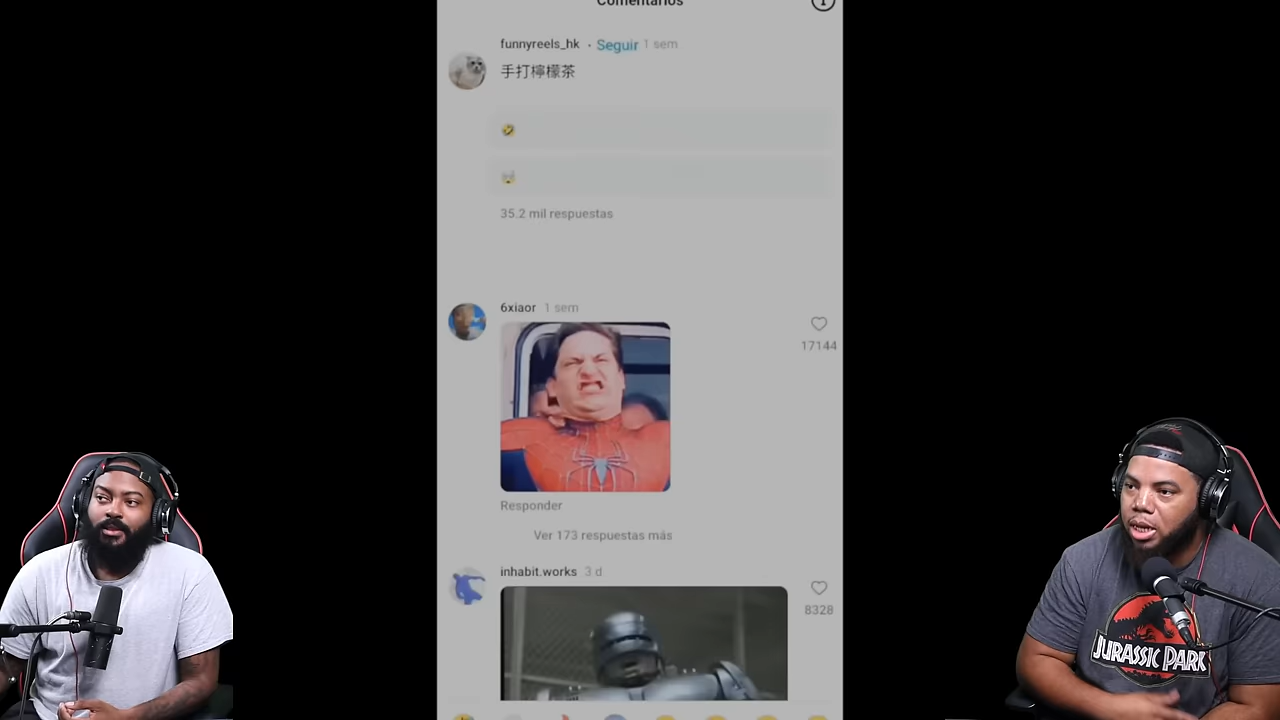 Comentarios
funnyreels_hk · Seguir 1 sem
手打檸檬茶
35.2 mil respuestas
6xiaor 1 sem
17144
Responder
Ver 173 respuestas más
inhabit.works 3 d
8328
JURASSIC PARK